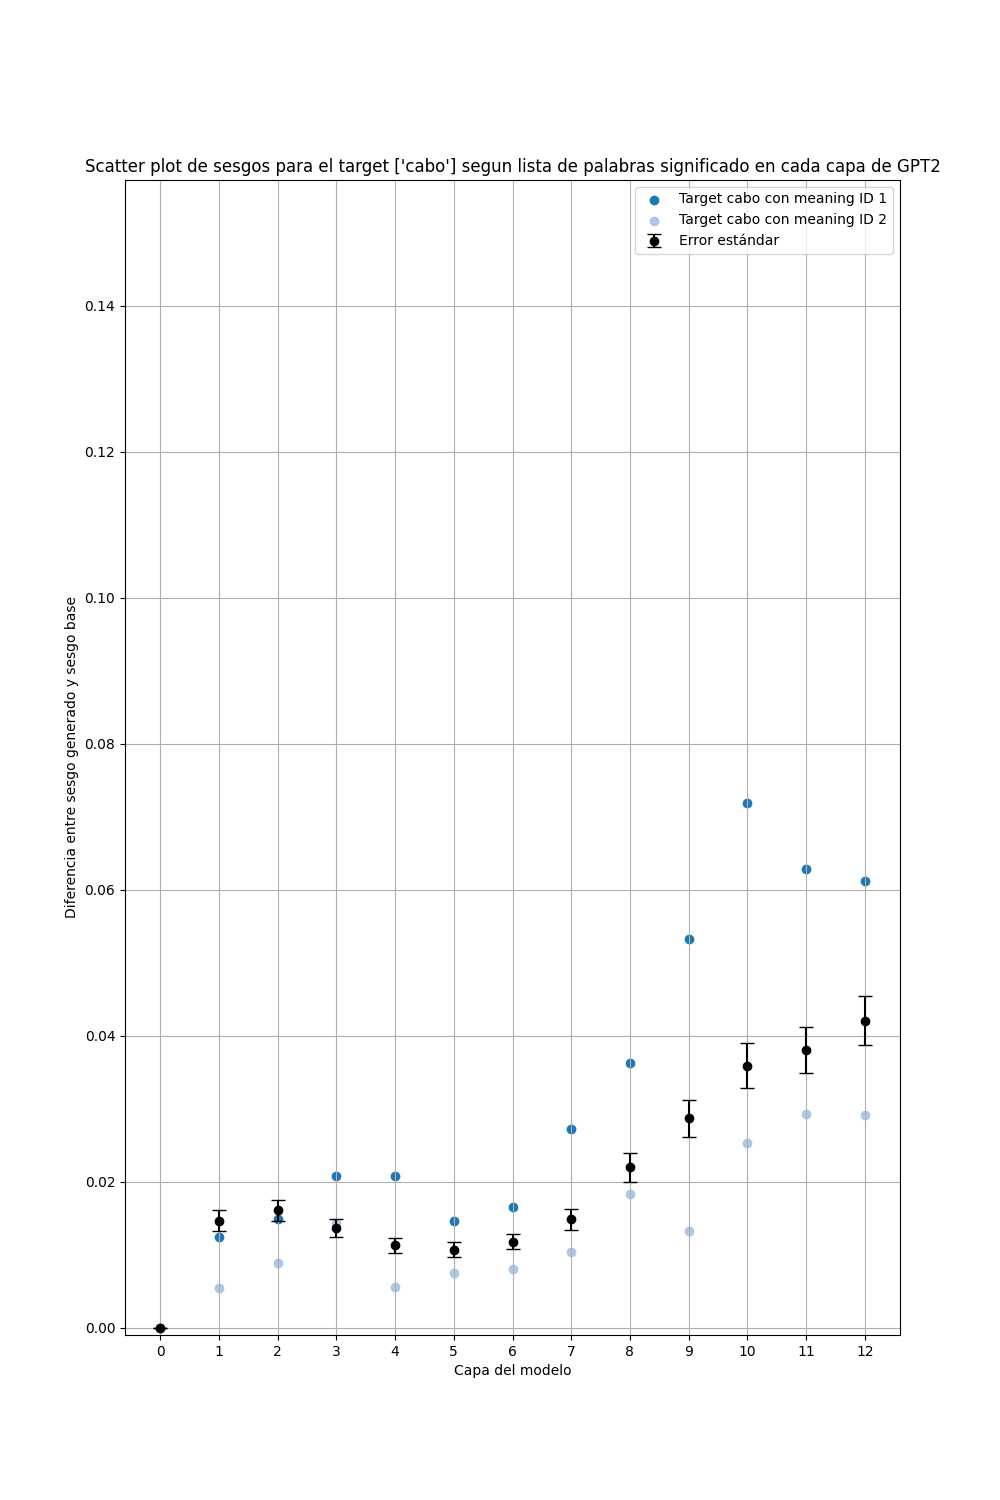 Scatter plot de sesgos para el target ['cabo'] segun lista de palabras significado en cada capa de GPT2
Target cabo con meaning ID 1
Target cabo con meaning ID 2
Error estándar
Diferencia entre sesgo generado y sesgo base
0.14
0.12
0.10
0.08
0.06
0.04
0.02
0.00
0 1 2 3 4 5 6 7 8 9 10 11 12
Capa del modelo